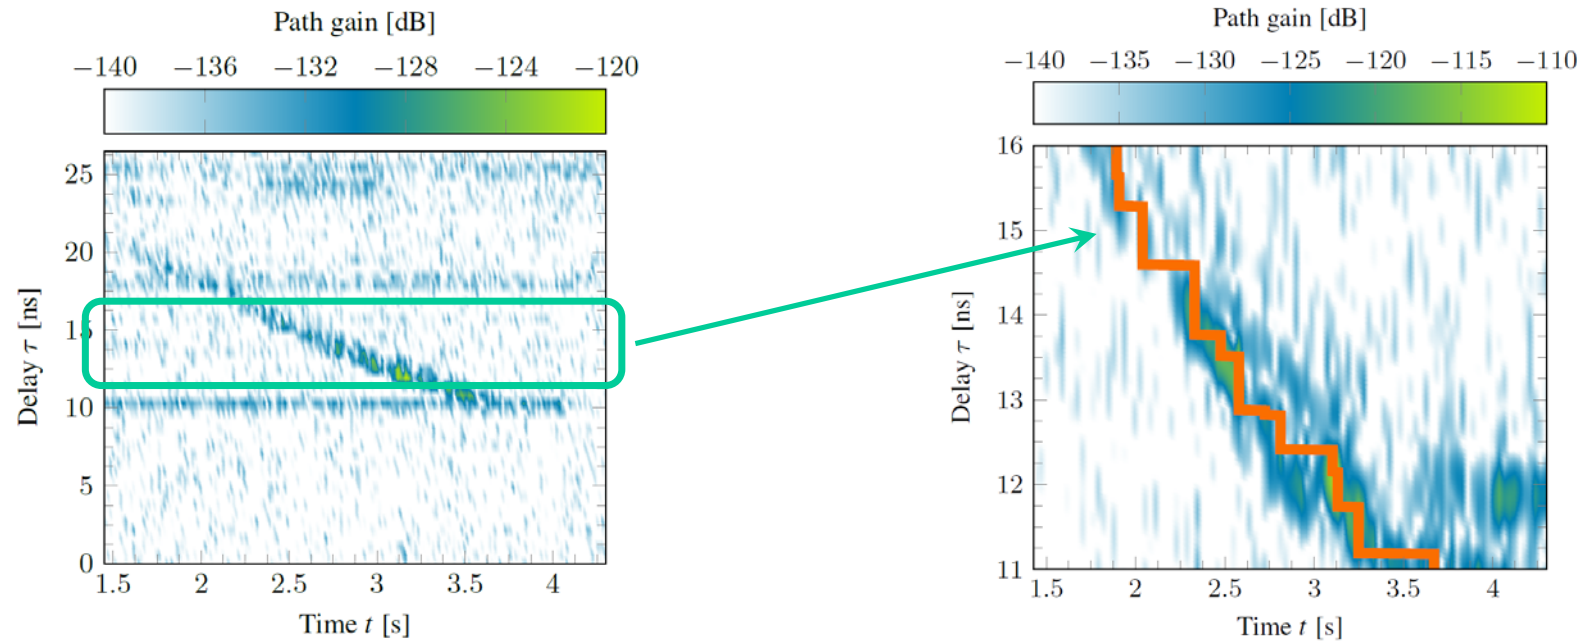 Path gain [dB]
−140 −136 −132 −128 −124 −120
25
20
15
10
5
0
Delay τ [ns]
1.5 2 2.5 3 3.5 4
Time t [s]
Path gain [dB]
−140 −135 −130 −125 −120 −115 −110
16
15
14
13
12
11
Delay τ [ns]
1.5 2 2.5 3 3.5 4
Time t [s]